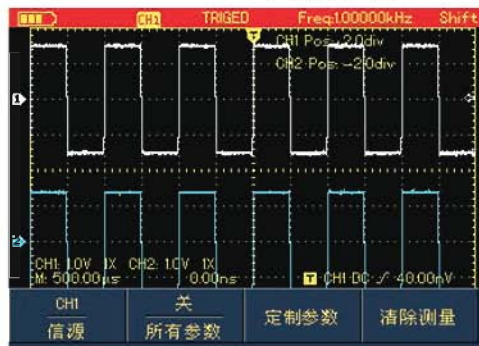 CH1 TRIGED Freq:1.00000kHz Shift
T
CH1 Pos: 2.0div
CH2 Pos: -2.0div
1
2
CH1: 1.0V 1X CH2: 1.0V 1X
M: 500.00µs 0.00ns T CH1 DC 40.00mV
CH1 关 定制参数 清除测量
信源 所有参数